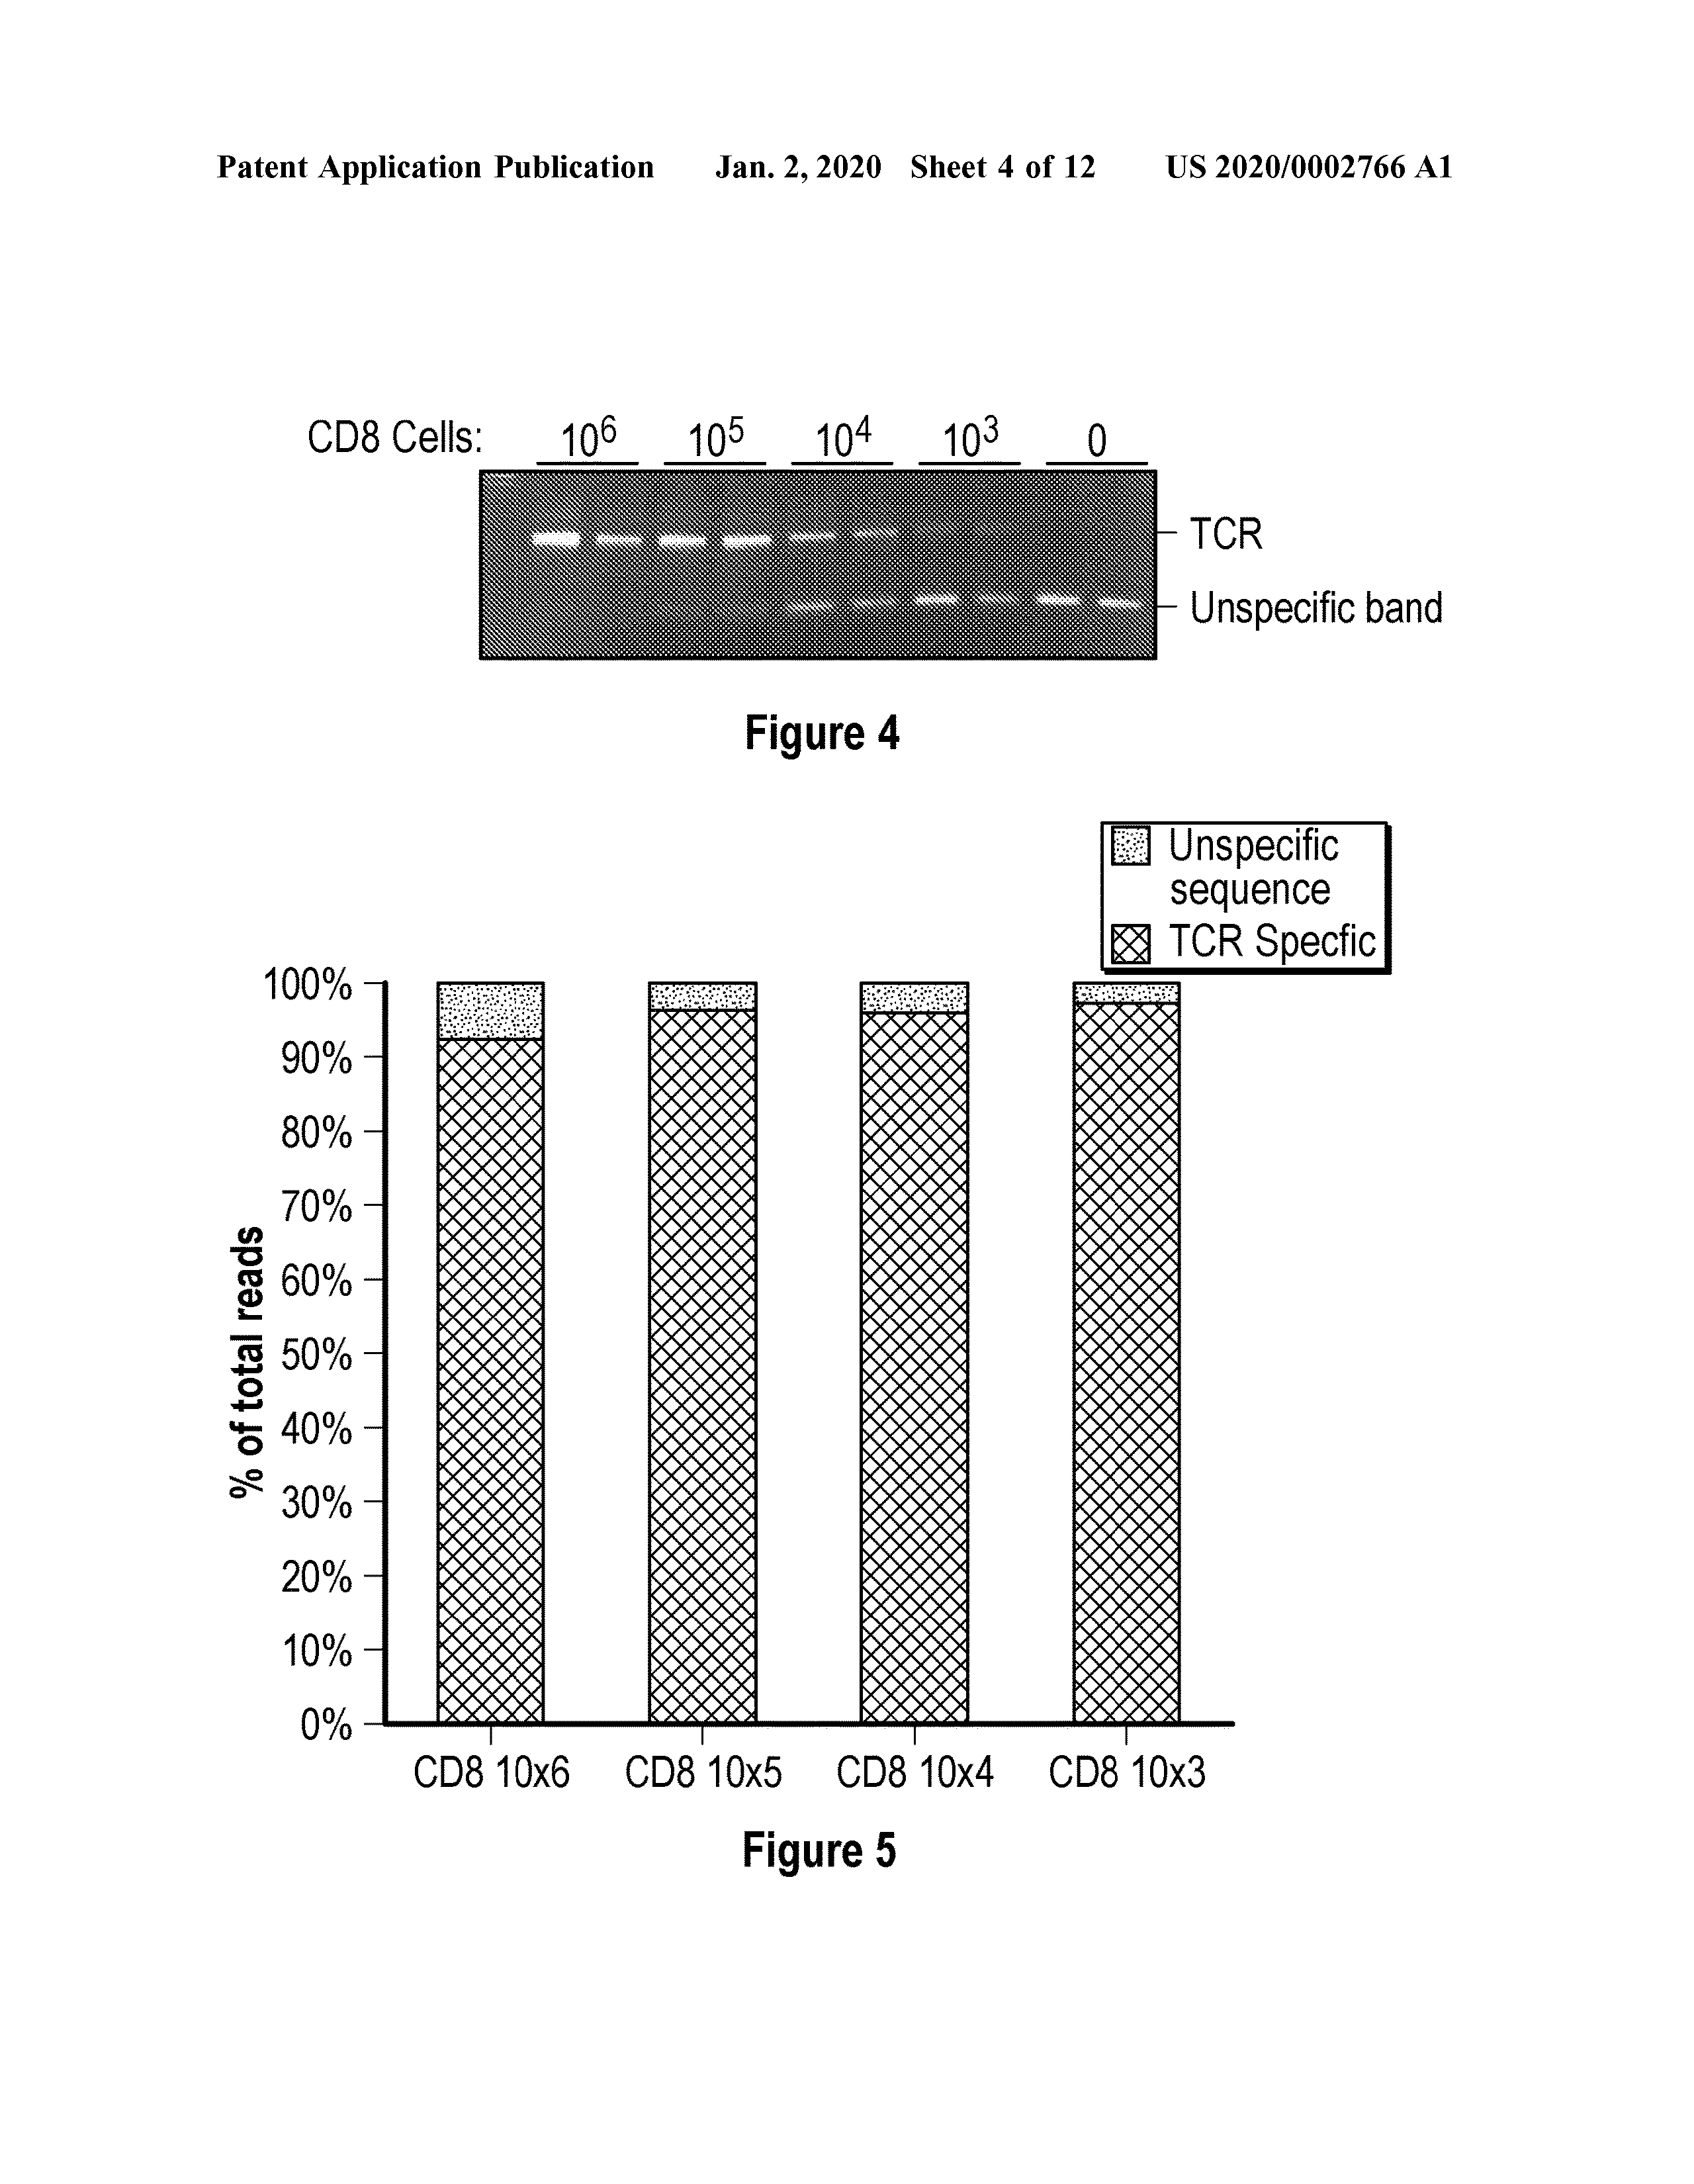 Patent Application Publication Jan. 2, 2020 Sheet 4 of 12 US 2020/0002766 A1
CD8 Cells: 10⁶ 10⁵ 10⁴ 10³ 0
TCR
Unspecific band
Figure 4
Unspecific
sequence
TCR Specfic
% of total reads
100%
90%
80%
70%
60%
50%
40%
30%
20%
10%
0%
CD8 10x6 CD8 10x5 CD8 10x4 CD8 10x3
Figure 5